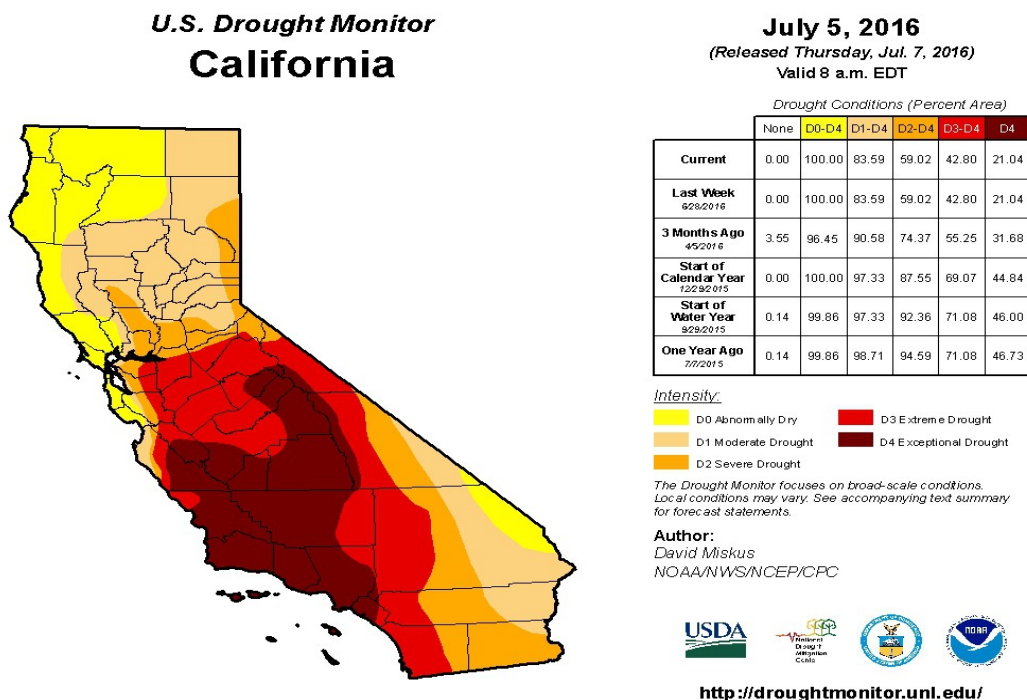 U.S. Drought Monitor
California
July 5, 2016
(Released Thursday, Jul. 7, 2016)
Valid 8 a.m. EDT
Drought Conditions (Percent Area)
None D0-D4 D1-D4 D2-D4 D3-D4 D4
Current 0.00 100.00 83.59 59.02 42.80 21.04
Last Week 0.00 100.00 83.59 59.02 42.80 21.04
6/28/2016
3 Months Ago 3.55 96.45 90.58 74.37 55.25 31.68
4/5/2016
Start of
Calendar Year 0.00 100.00 97.33 87.55 69.07 44.84
12/29/2015
Start of
Water Year 0.14 99.86 97.33 92.36 71.08 46.00
9/29/2015
One Year Ago 0.14 99.86 98.71 94.59 71.08 46.73
7/7/2015
Intensity:
D0 Abnormally Dry D3 Extreme Drought
D1 Moderate Drought D4 Exceptional Drought
D2 Severe Drought
The Drought Monitor focuses on broad-scale conditions.
Local conditions may vary. See accompanying text summary
for forecast statements.
Author:
David Miskus
NOAA/NWS/NCEP/CPC
USDA
National
Drought
Mitigation
Center
NOAA
http://droughtmonitor.unl.edu/